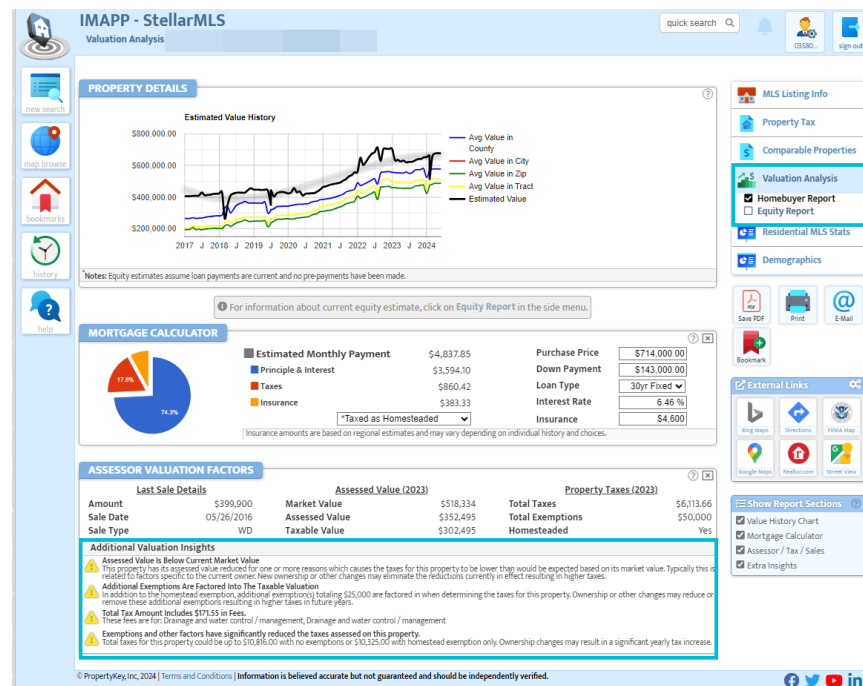 IMAPP - StellarMLS
Valuation Analysis
quick search
03580..
sign out
new search
map browse
bookmarks
history
help
PROPERTY DETAILS
Estimated Value History
$800,000.00
$600,000.00
$400,000.00
$200,000.00
2017 J 2018 J 2019 J 2020 J 2021 J 2022 J 2023 J 2024
Avg Value in County
Avg Value in City
Avg Value in Zip
Avg Value in Tract
Estimated Value
*Notes: Equity estimates assume loan payments are current and no pre-payments have been made.
For information about current equity estimate, click on Equity Report in the side menu.
MORTGAGE CALCULATOR
17.8%
74.3%
Estimated Monthly Payment $4,837.85
Principle & Interest $3,594.10
Taxes $860.42
Insurance $383.33
*Taxed as Homesteaded
Purchase Price $714,000.00
Down Payment $143,000.00
Loan Type 30yr Fixed
Interest Rate 6.46 %
Insurance $4,600
Insurance amounts are based on regional estimates and may vary depending on individual history and choices.
ASSESSOR VALUATION FACTORS
Last Sale Details Assessed Value (2023) Property Taxes (2023)
Amount $399,900 Market Value $518,334 Total Taxes $6,113.66
Sale Date 05/26/2016 Assessed Value $352,495 Total Exemptions $50,000
Sale Type WD Taxable Value $302,495 Homesteaded Yes
Additional Valuation Insights
Assessed Value Is Below Current Market Value
This property has its assessed value reduced for one or more reasons which causes the taxes for this property to be lower than would be expected based on its market value. Typically this is
related to factors specific to the current owner. New ownership or other changes may eliminate the reductions currently in effect resulting in higher taxes.
Additional Exemptions Are Factored Into The Taxable Valuation
In addition to the homestead exemption, additional exemption(s) totaling $25,000 are factored in when determining the taxes for this property. Ownership or other changes may reduce or
remove these additional exemptions resulting in higher taxes in future years.
Total Tax Amount Includes $171.55 in Fees.
These fees are for: Drainage and water control / management, Drainage and water control / management
Exemptions and other factors have significantly reduced the taxes assessed on this property.
Total taxes for this property could be up to $10,816.00 with no exemptions or $10,325.00 with homestead exemption only. Ownership changes may result in a significant yearly tax increase.
MLS Listing Info
Property Tax
Comparable Properties
Valuation Analysis
Homebuyer Report
Equity Report
Residential MLS Stats
Demographics
Save PDF
Print
E-Mail
Bookmark
External Links
Bing Maps
Directions
FEMA Map
Google Maps
Realtor.com
Street View
Show Report Sections
Value History Chart
Mortgage Calculator
Assessor / Tax / Sales
Extra Insights
© PropertyKey, Inc, 2024 | Terms and Conditions | Information is believed accurate but not guaranteed and should be independently verified.